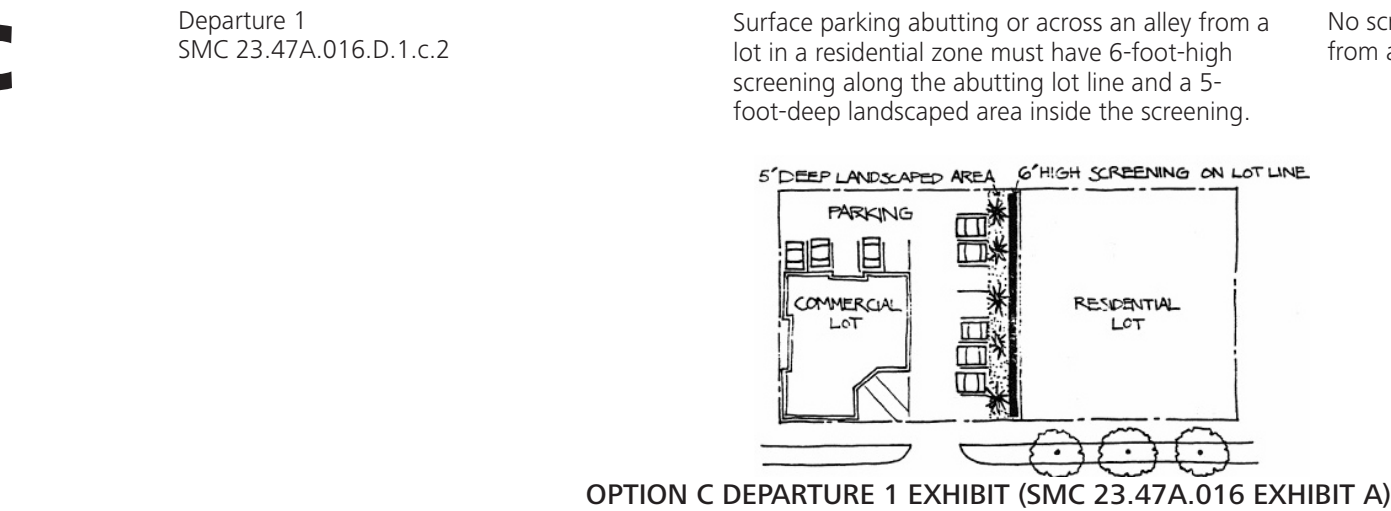 C
Departure 1
SMC 23.47A.016.D.1.c.2
Surface parking abutting or across an alley from a
lot in a residential zone must have 6-foot-high
screening along the abutting lot line and a 5-
foot-deep landscaped area inside the screening.
No
from a
5' DEEP LANDSCAPED AREA
6' HIGH SCREENING ON LOT LINE
PARKING
COMMERCIAL
LOT
RESIDENTIAL
LOT
OPTION C DEPARTURE 1 EXHIBIT (SMC 23.47A.016 EXHIBIT A)